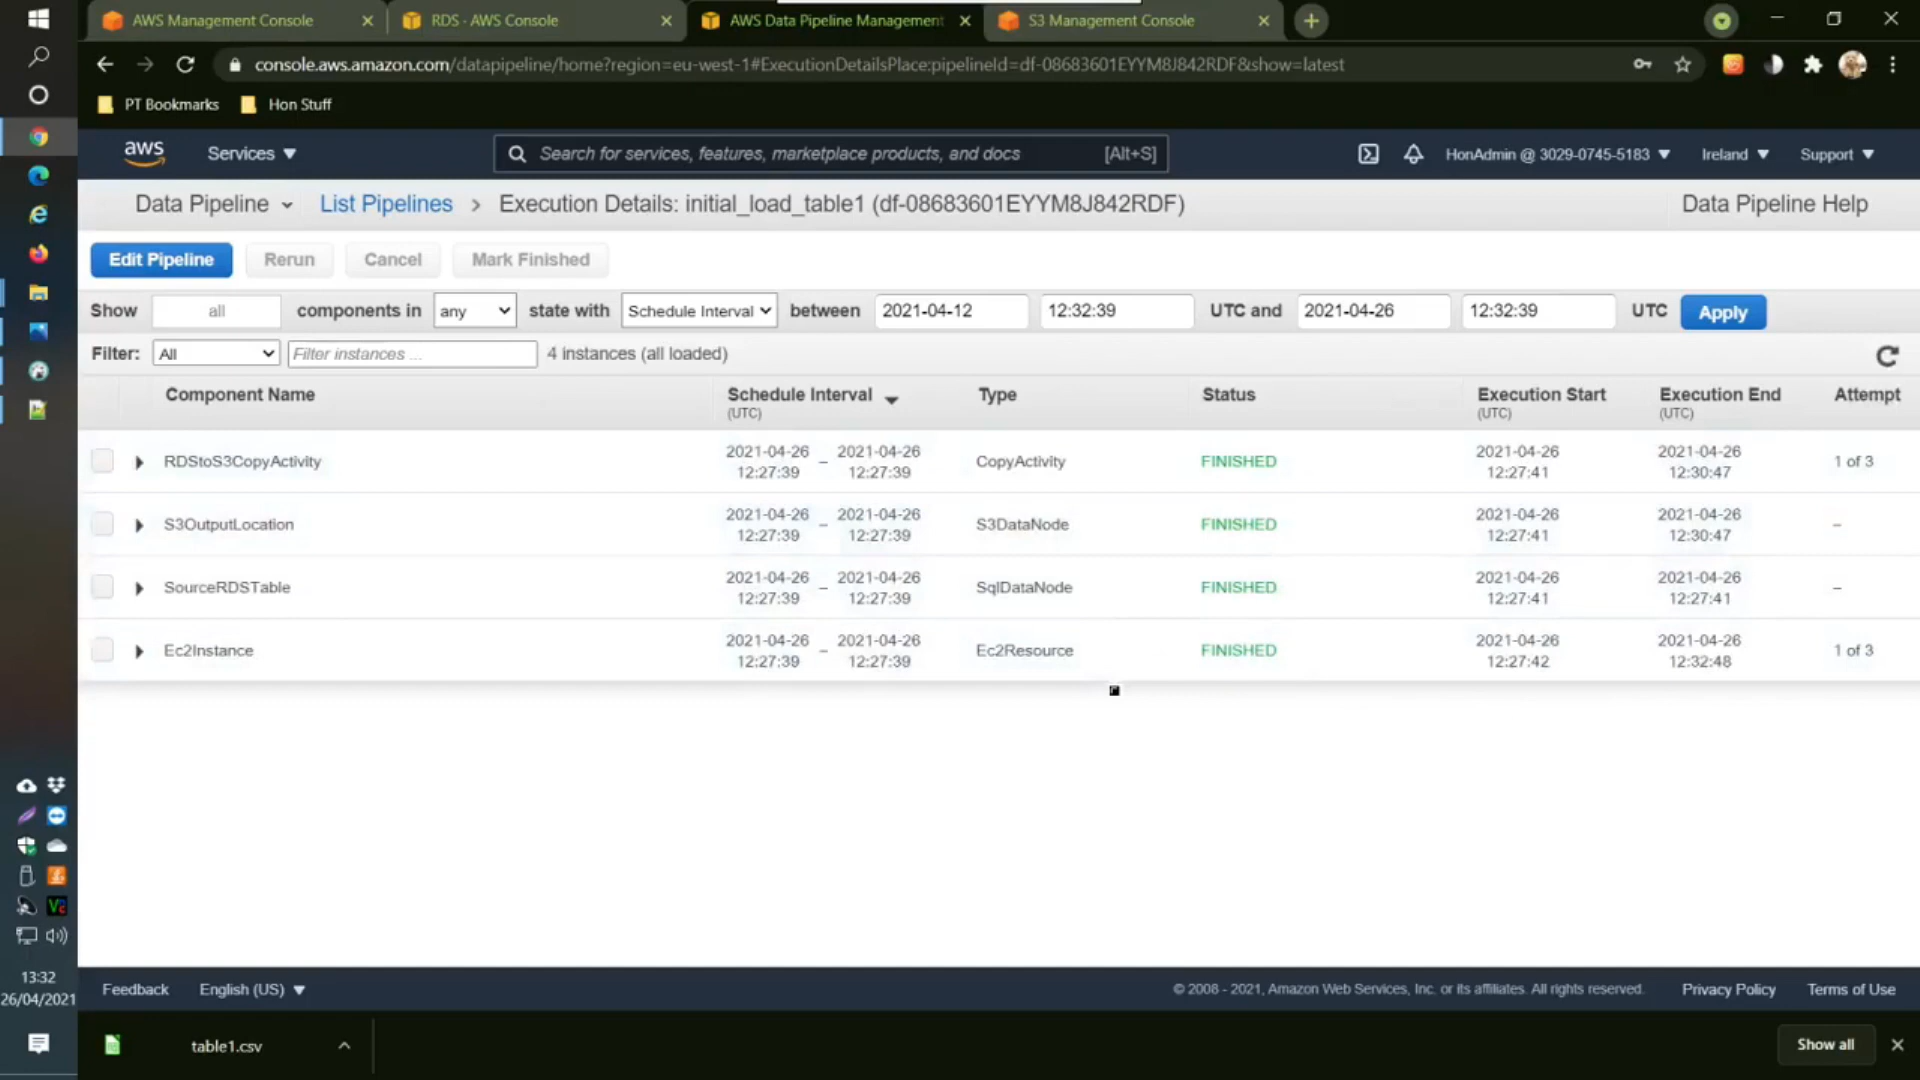 AWS Management Console
RDS - AWS Console
AWS Data Pipeline Management
S3 Management Console
console.aws.amazon.com/datapipeline/home?region=eu-west-1#ExecutionDetailsPlace:pipelineId=df-08683601EYYM8J842RDF&show=latest
PT Bookmarks
Hon Stuff
aws
Services
Search for services, features, marketplace products, and docs
[Alt+S]
HonAdmin @ 3029-0745-5183
Ireland
Support
Data Pipeline
List Pipelines
Execution Details: initial_load_table1 (df-08683601EYYM8J842RDF)
Data Pipeline Help
Edit Pipeline
Rerun
Cancel
Mark Finished
Show all components in any state with Schedule Interval between 2021-04-12 12:32:39 UTC and 2021-04-26 12:32:39 UTC Apply
Filter: All Filter instances ... 4 instances (all loaded)
Component Name Schedule Interval Type Status Execution Start Execution End Attempt
(UTC) (UTC) (UTC)
2021-04-26 2021-04-26 2021-04-26 2021-04-26
RDStoS3CopyActivity – CopyActivity FINISHED 1 of 3
12:27:39 12:27:39 12:27:41 12:30:47
2021-04-26 2021-04-26 2021-04-26 2021-04-26
S3OutputLocation – S3DataNode FINISHED –
12:27:39 12:27:39 12:27:41 12:30:47
2021-04-26 2021-04-26 2021-04-26 2021-04-26
SourceRDSTable – SqlDataNode FINISHED –
12:27:39 12:27:39 12:27:41 12:27:41
2021-04-26 2021-04-26 2021-04-26 2021-04-26
Ec2Instance – Ec2Resource FINISHED 1 of 3
12:27:39 12:27:39 12:27:42 12:32:48
13:32
26/04/2021
Feedback
English (US)
© 2008 - 2021, Amazon Web Services, Inc. or its affiliates. All rights reserved.
Privacy Policy
Terms of Use
table1.csv
Show all